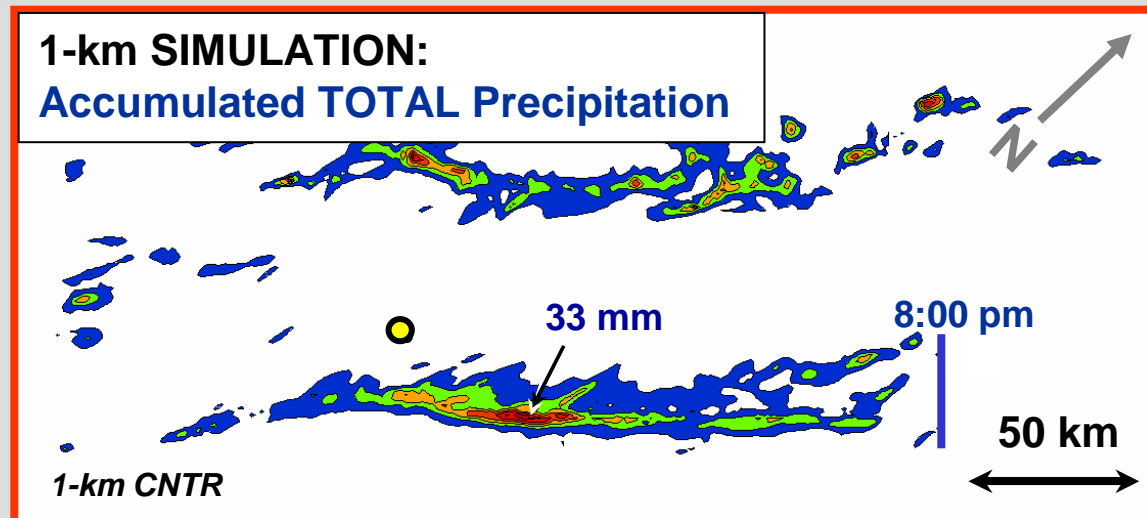 1-km SIMULATION:
Accumulated TOTAL Precipitation
N
33 mm
8:00 pm
50 km
1-km CNTR